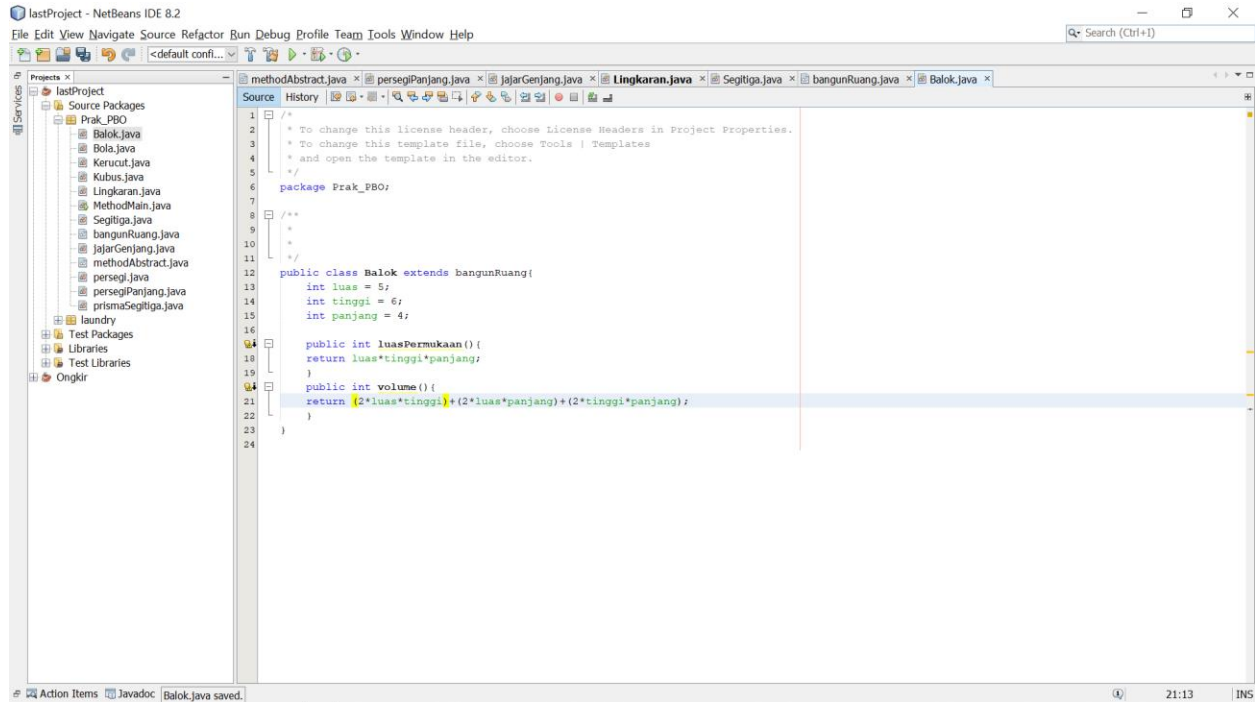 lastProject - NetBeans IDE 8.2
File Edit View Navigate Source Refactor Run Debug Profile Team Tools Window Help
Search (Ctrl+I)
<default confi...
Projects
methodAbstract.java
persegiPanjang.java
jajarGenjang.java
Lingkaran.java
Segitiga.java
bangunRuang.java
Balok.java
Services
lastProject
Source Packages
Prak_PBO
Balok.java
Bola.java
Kerucut.java
Kubus.java
Lingkaran.java
MethodMain.java
Segitiga.java
bangunRuang.java
jajarGenjang.java
methodAbstract.java
persegi.java
persegiPanjang.java
prismaSegitiga.java
laundry
Test Packages
Libraries
Test Libraries
Ongkir
Source History
1 /*
2 * To change this license header, choose License Headers in Project Properties.
3 * To change this template file, choose Tools | Templates
4 * and open the template in the editor.
5 */
6 package Prak_PBO;
7
8 /**
9 *
10 *
11 */
12 public class Balok extends bangunRuang{
13 int luas = 5;
14 int tinggi = 6;
15 int panjang = 4;
16
public int luasPermukaan(){
18 return luas*tinggi*panjang;
19 }
public int volume(){
21 return (2*luas*tinggi)+(2*luas*panjang)+(2*tinggi*panjang);
22 }
23 }
24
Action Items Javadoc Balok.java saved.
21:13 INS